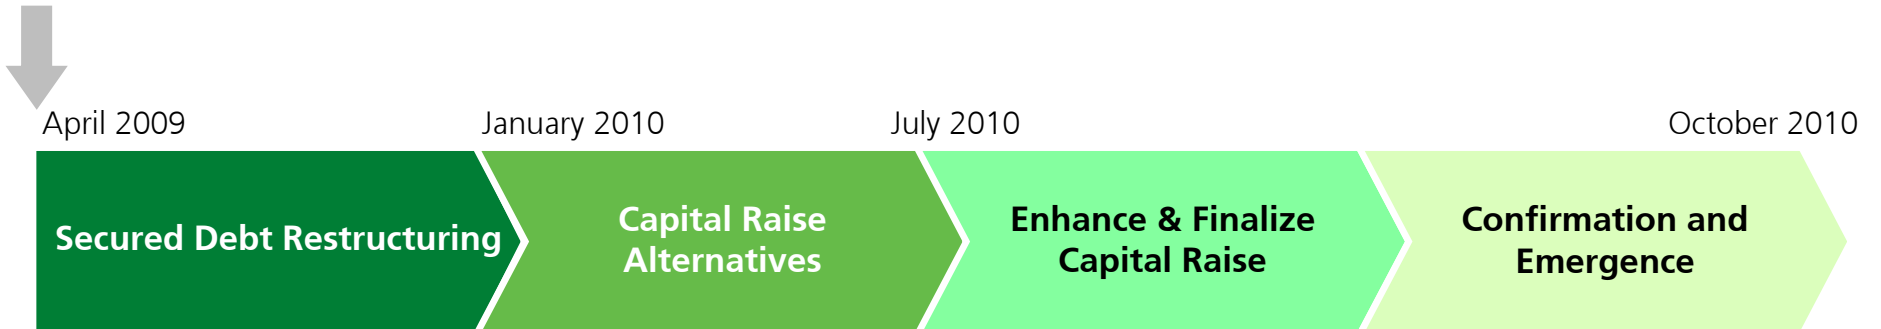 April 2009
January 2010
July 2010
October 2010
Secured Debt Restructuring
Capital Raise
Alternatives
Enhance & Finalize
Capital Raise
Confirmation and
Emergence